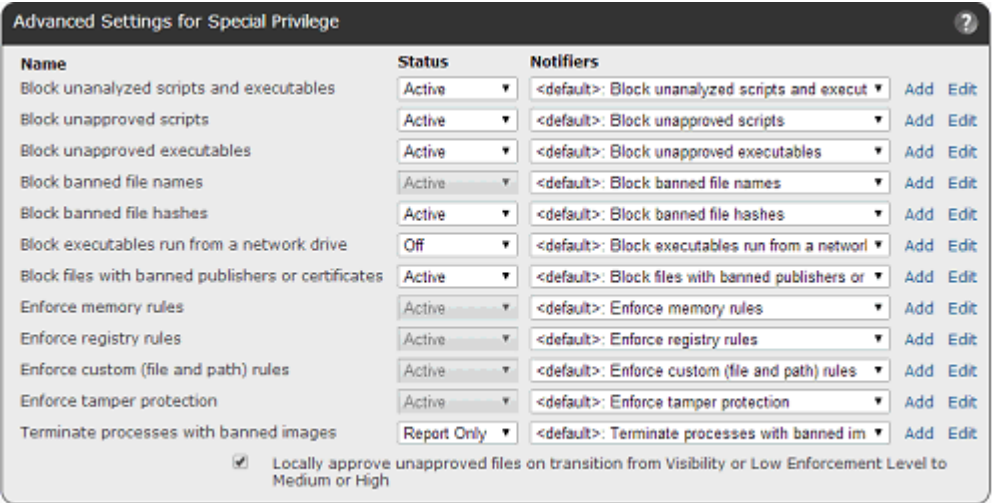 Advanced Settings for Special Privilege ?
Name Status Notifiers
Block unanalyzed scripts and executables Active <default>: Block unanalyzed scripts and execut Add Edit
Block unapproved scripts Active <default>: Block unapproved scripts Add Edit
Block unapproved executables Active <default>: Block unapproved executables Add Edit
Block banned file names Active <default>: Block banned file names Add Edit
Block banned file hashes Active <default>: Block banned file hashes Add Edit
Block executables run from a network drive Off <default>: Block executables run from a networl Add Edit
Block files with banned publishers or certificates Active <default>: Block files with banned publishers or Add Edit
Enforce memory rules Active <default>: Enforce memory rules Add Edit
Enforce registry rules Active <default>: Enforce registry rules Add Edit
Enforce custom (file and path) rules Active <default>: Enforce custom (file and path) rules Add Edit
Enforce tamper protection Active <default>: Enforce tamper protection Add Edit
Terminate processes with banned images Report Only <default>: Terminate processes with banned im Add Edit
Locally approve unapproved files on transition from Visibility or Low Enforcement Level to
Medium or High